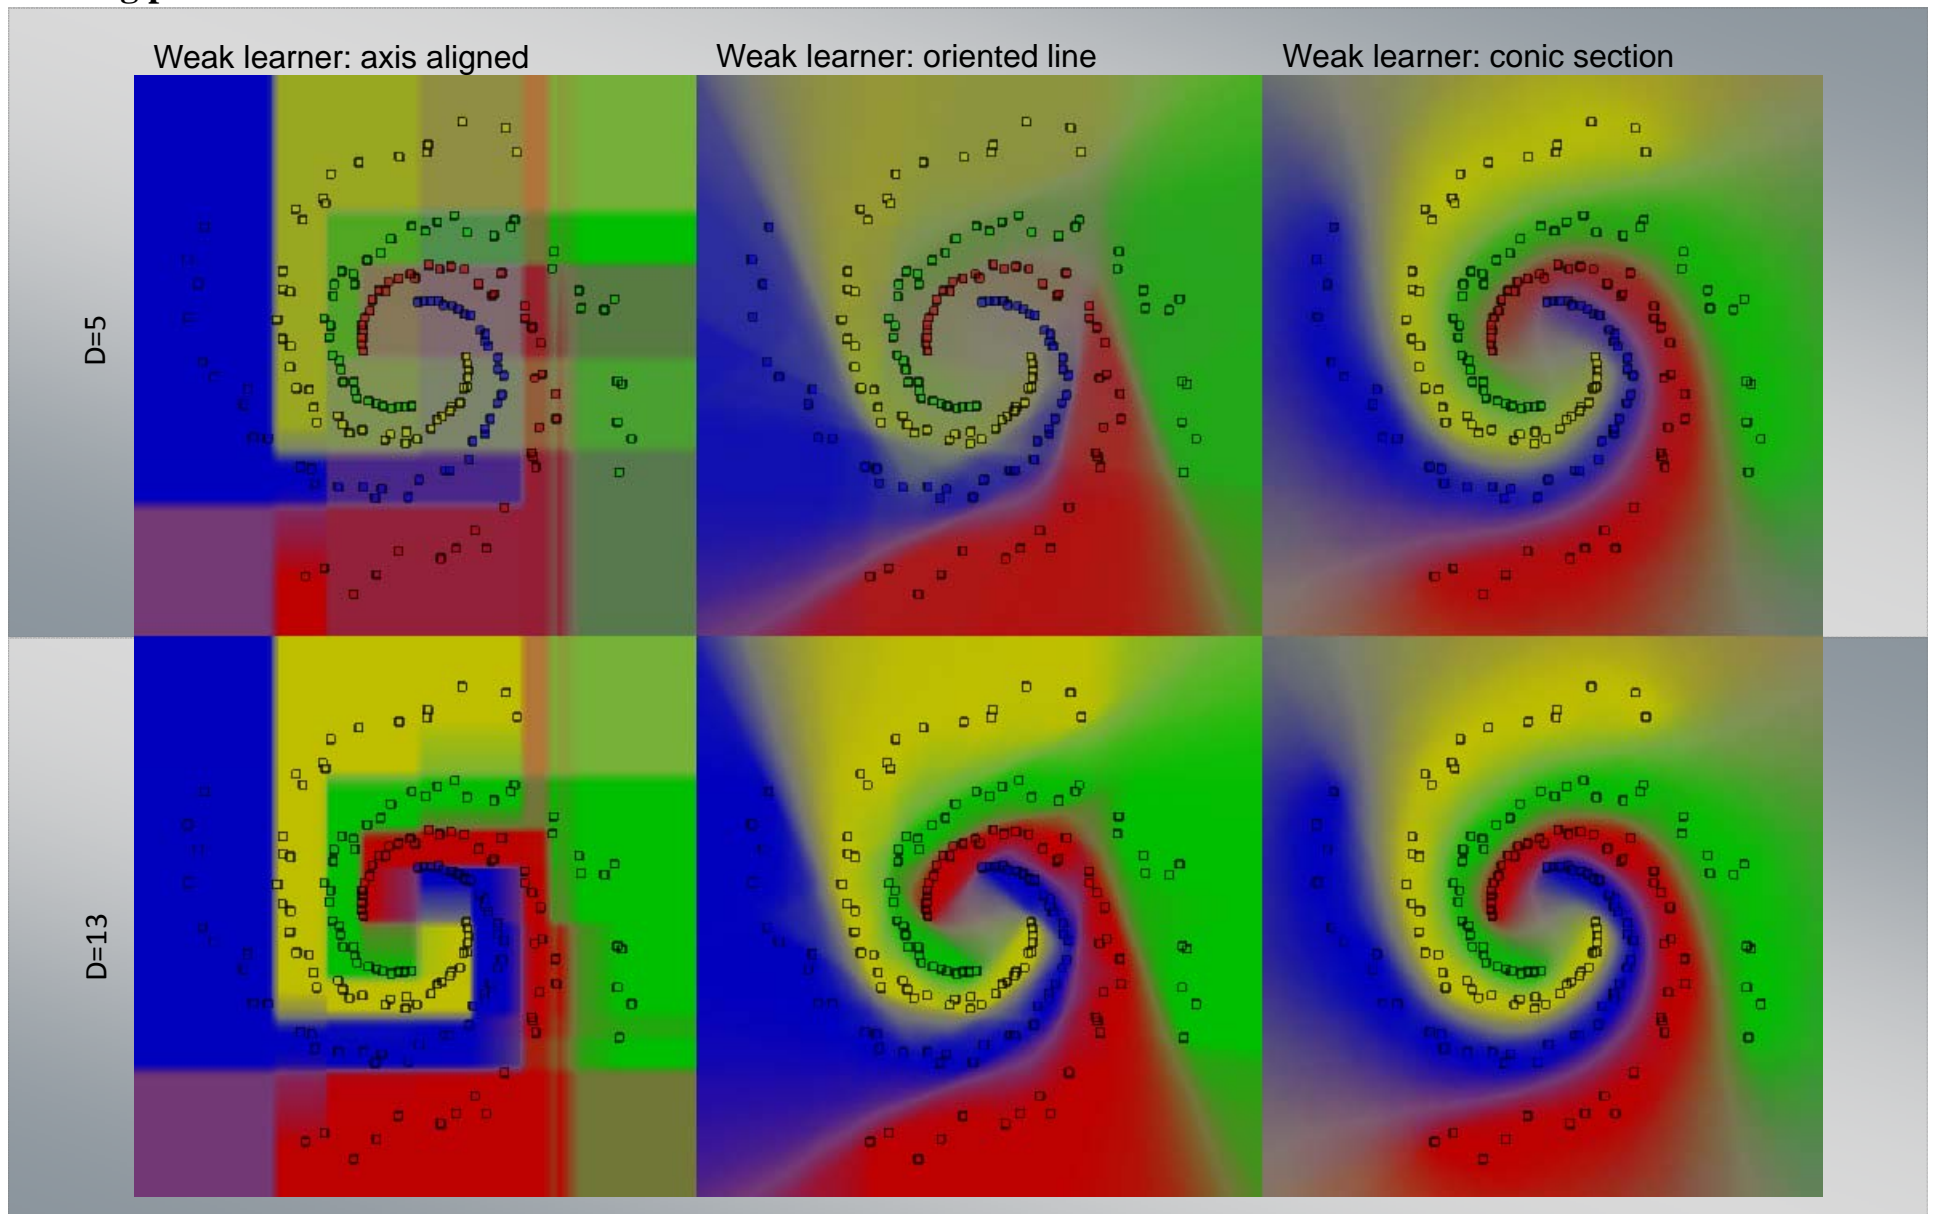 Weak learner: axis aligned
Weak learner: oriented line
Weak learner: conic section
D=5
D=13